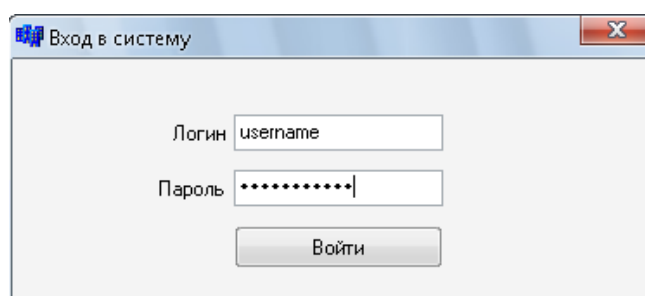 Вход в систему
Логин username
Пароль •••••••••••
Войти